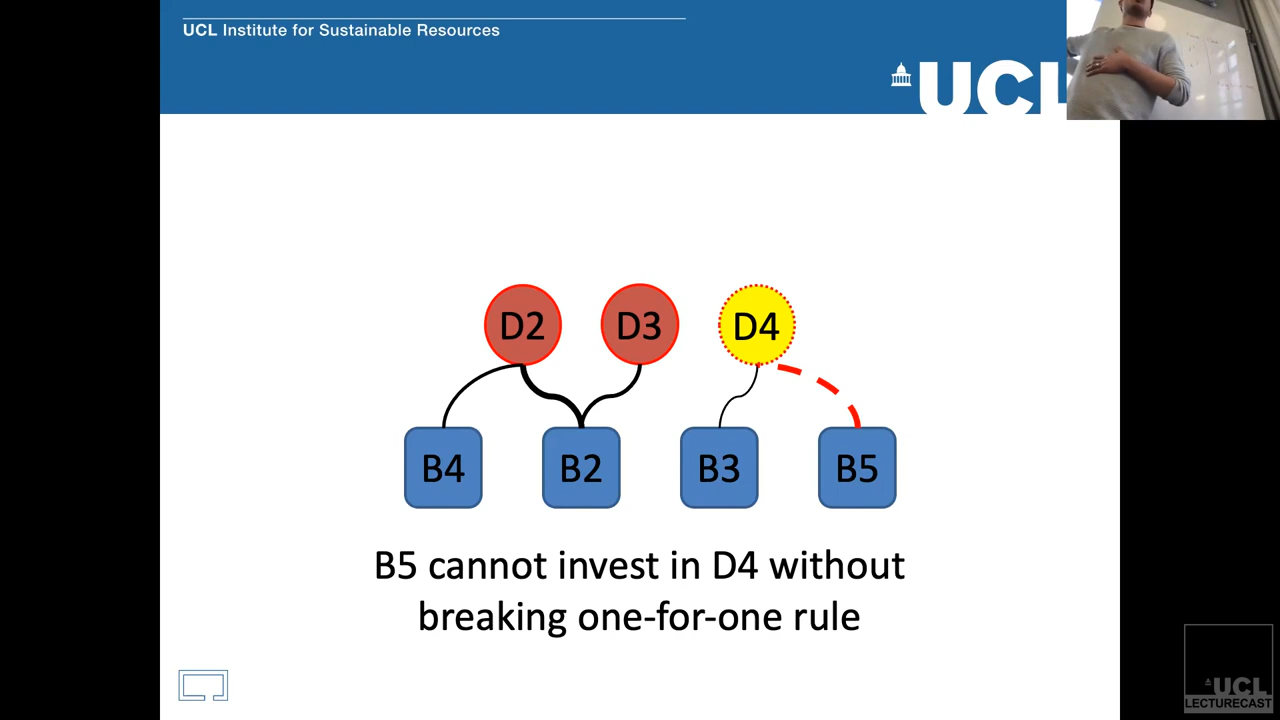 UCL Institute for Sustainable Resources
UCL
D2
D3
D4
B4
B2
B3
B5
B5 cannot invest in D4 without
breaking one-for-one rule
UCL
LECTURECAST